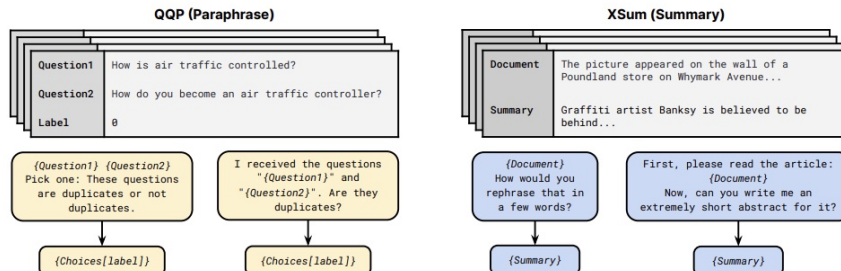 QQP (Paraphrase)
Question1 How is air traffic controlled?
Question2 How do you become an air traffic controller?
Label 0
{Question1} {Question2}
Pick one: These questions
are duplicates or not
duplicates.
{Choices[label]}
I received the questions
"{Question1}" and
"{Question2}". Are they
duplicates?
{Choices[label]}
XSum (Summary)
Document The picture appeared on the wall of a
Poundland store on Whymark Avenue...
Summary Graffiti artist Banksy is believed to be
behind...
{Document}
How would you
rephrase that in
a few words?
{Summary}
First, please read the article:
{Document}
Now, can you write me an
extremely short abstract for it?
{Summary}